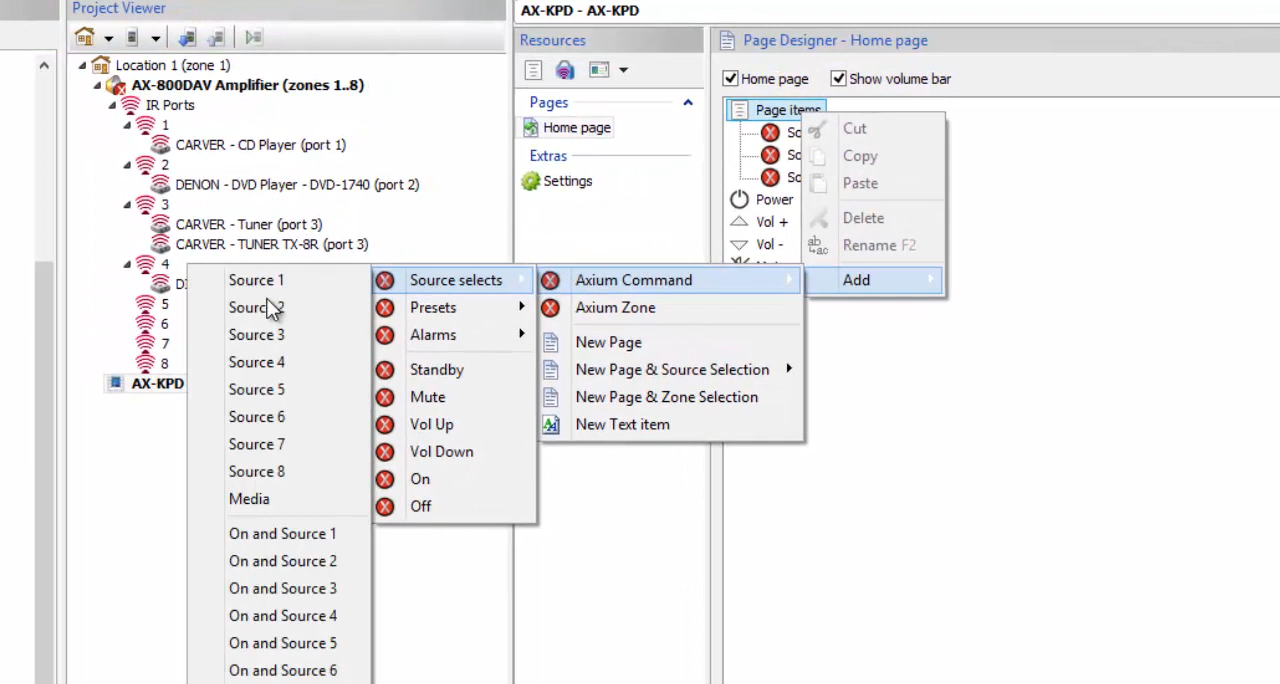 Project Viewer
Location 1 (zone 1)
AX-800DAV Amplifier (zones 1..8)
IR Ports
1
CARVER - CD Player (port 1)
2
DENON - DVD Player - DVD-1740 (port 2)
3
CARVER - Tuner (port 3)
CARVER - TUNER TX-8R (port 3)
4
5
6
7
8
AX-KPD
AX-KPD - AX-KPD
Resources
Pages
Home page
Extras
Settings
Page Designer - Home page
Home page
Show volume bar
Page items
Power
Vol +
Vol -
Cut
Copy
Paste
Delete
Rename F2
Add
Axium Command
Axium Zone
New Page
New Page & Source Selection
New Page & Zone Selection
New Text item
Source selects
Presets
Alarms
Standby
Mute
Vol Up
Vol Down
On
Off
Source 1
Source 2
Source 3
Source 4
Source 5
Source 6
Source 7
Source 8
Media
On and Source 1
On and Source 2
On and Source 3
On and Source 4
On and Source 5
On and Source 6